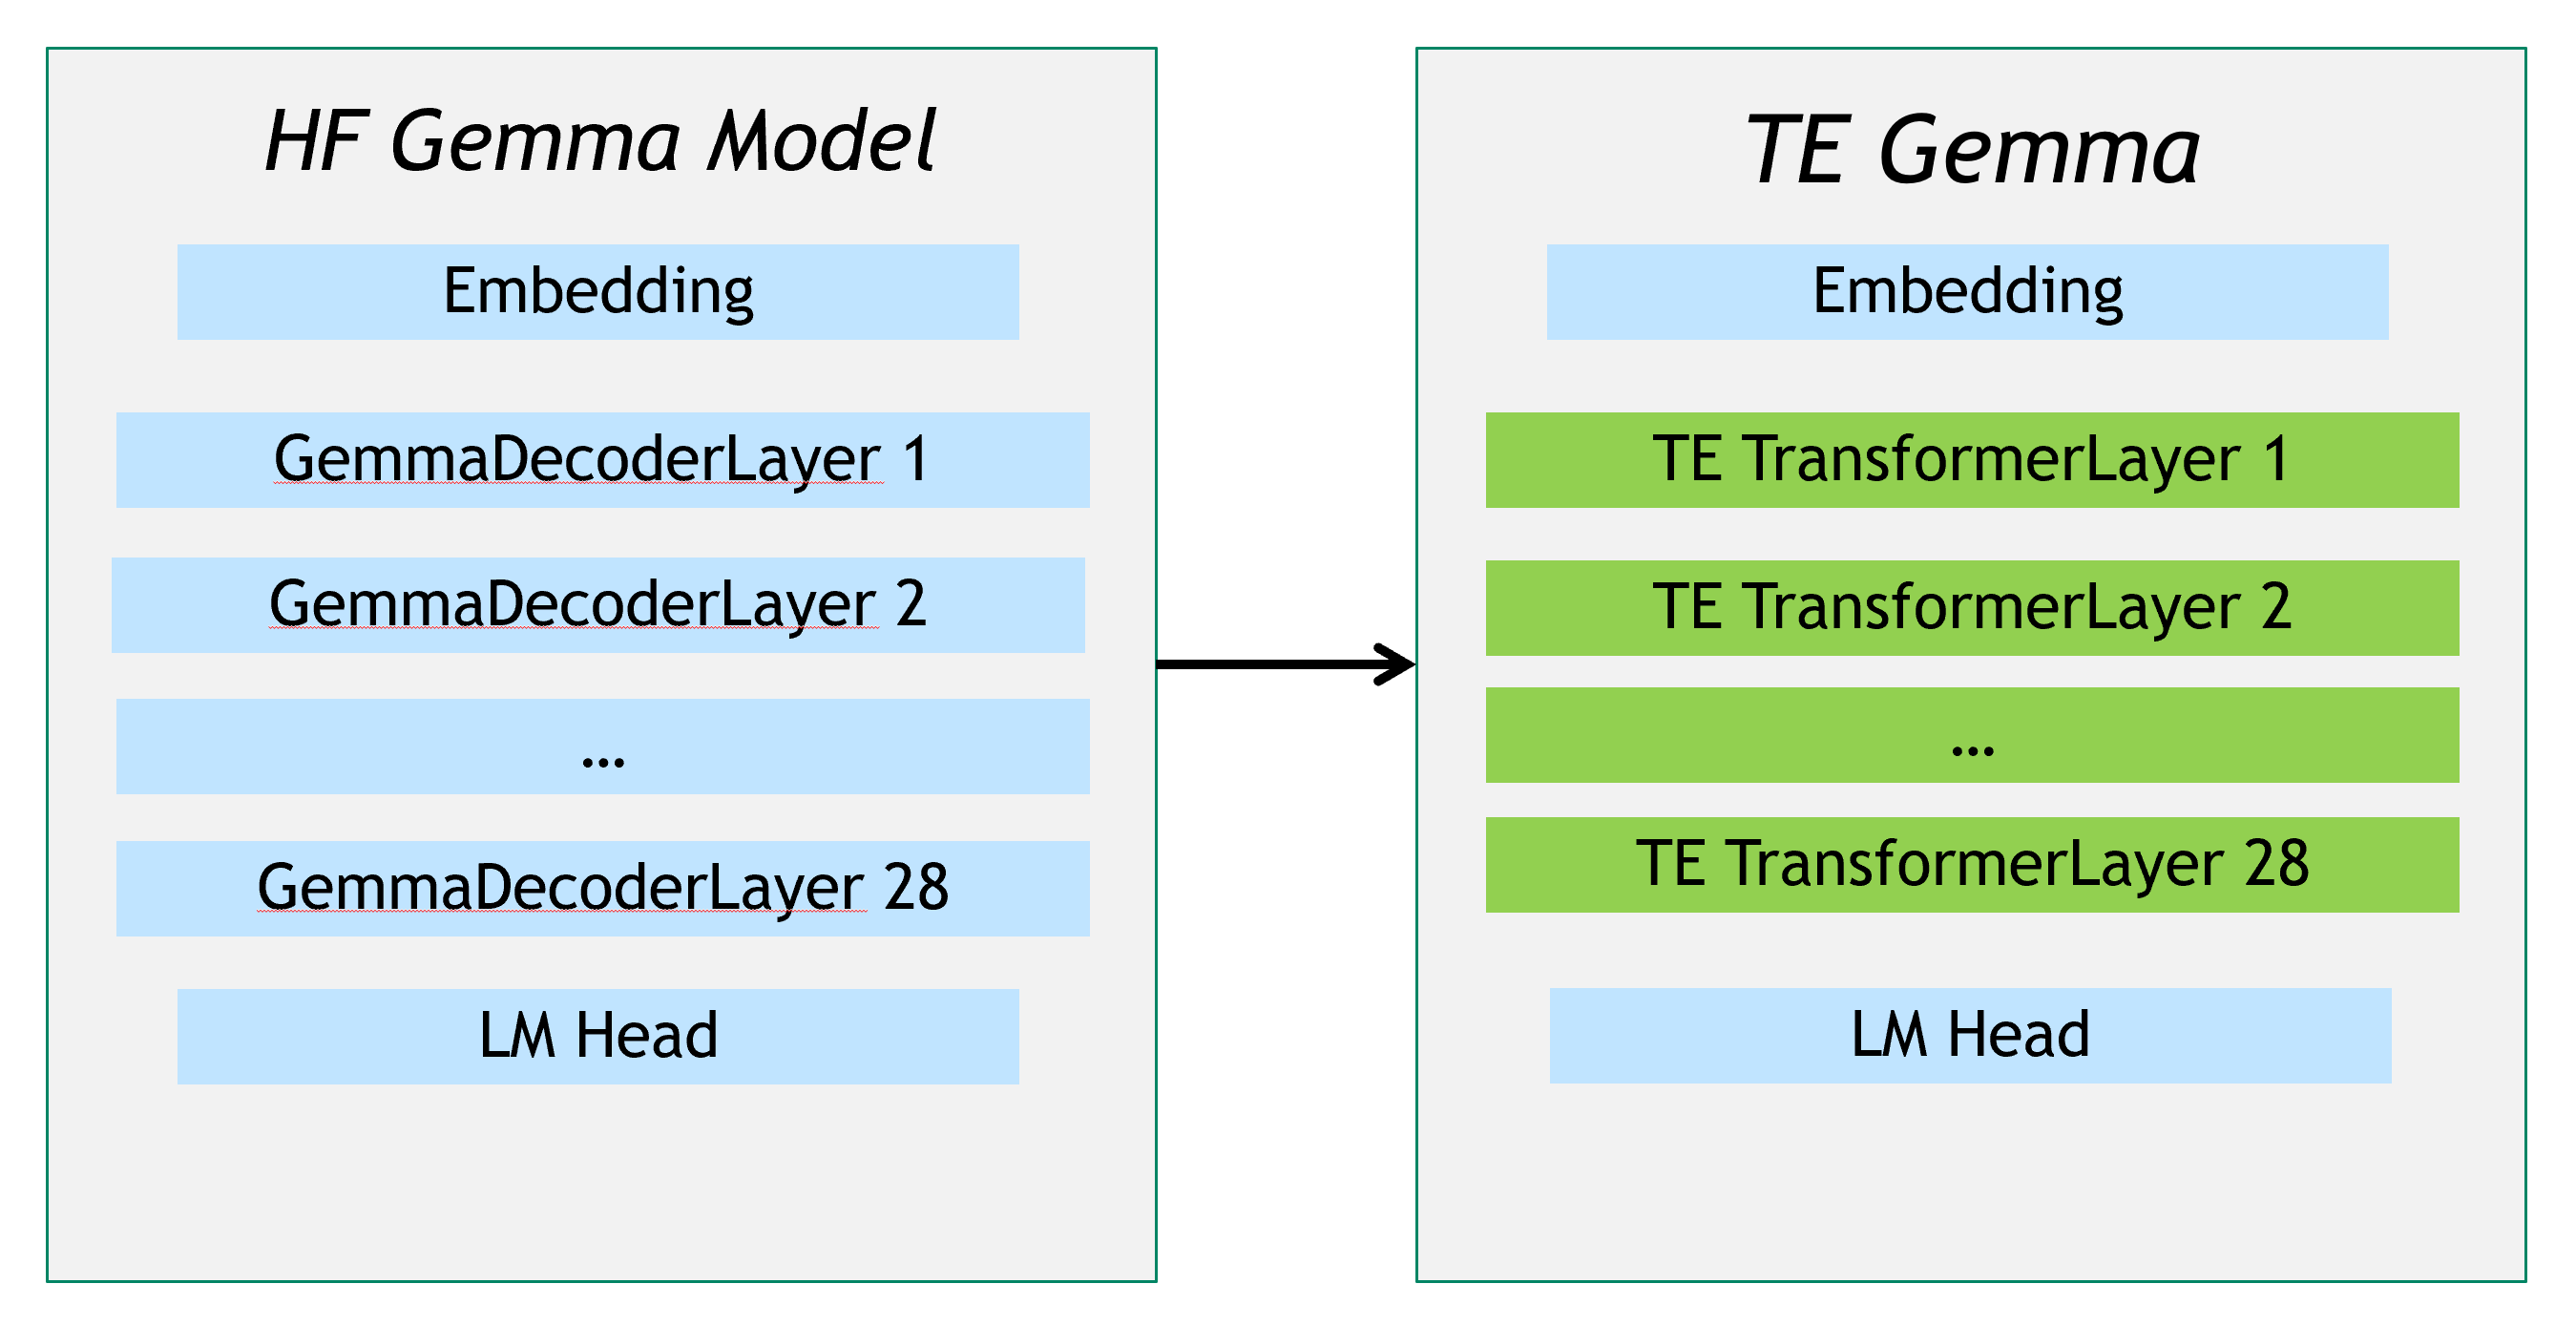 HF Gemma Model
Embedding
GemmaDecoderLayer 1
GemmaDecoderLayer 2
...
GemmaDecoderLayer 28
LM Head
TE Gemma
Embedding
TE TransformerLayer 1
TE TransformerLayer 2
...
TE TransformerLayer 28
LM Head